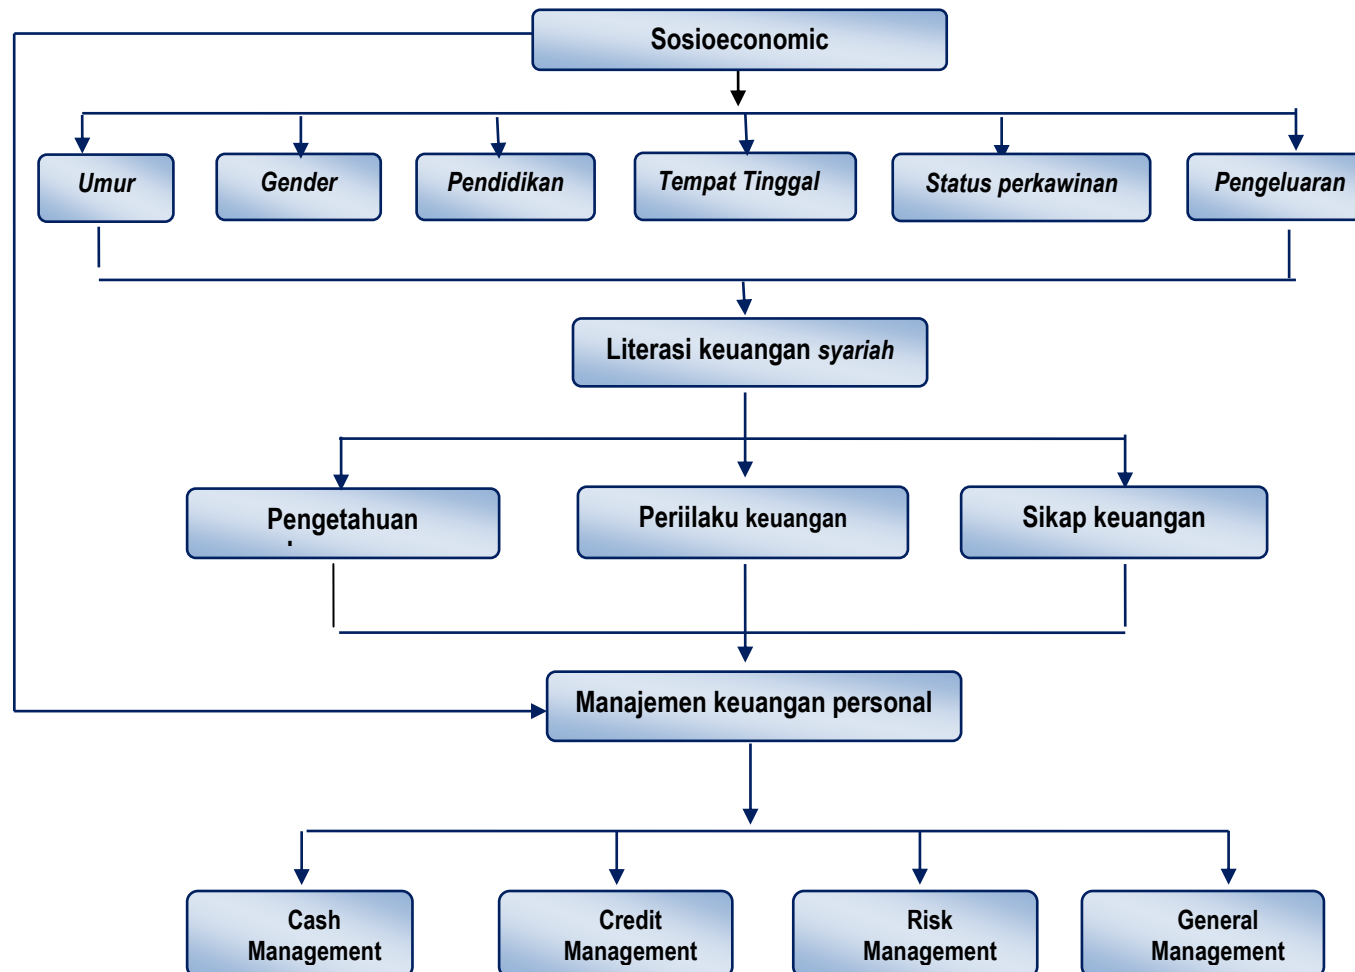 Sosioeconomic
Umur
Gender
Pendidikan
Tempat Tinggal
Status perkawinan
Pengeluaran
Literasi keuangan syariah
Pengetahuan
Periilaku keuangan
Sikap keuangan
Manajemen keuangan personal
Cash
Management
Credit
Management
Risk
Management
General
Management